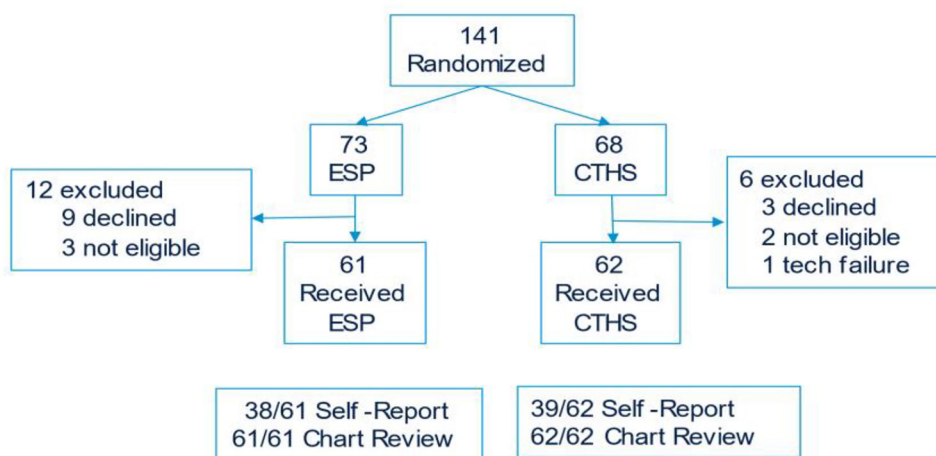 141
Randomized
73
ESP
68
CTHS
12 excluded
9 declined
3 not eligible
6 excluded
3 declined
2 not eligible
1 tech failure
61
Received
ESP
62
Received
CTHS
38/61 Self -Report
61/61 Chart Review
39/62 Self -Report
62/62 Chart Review